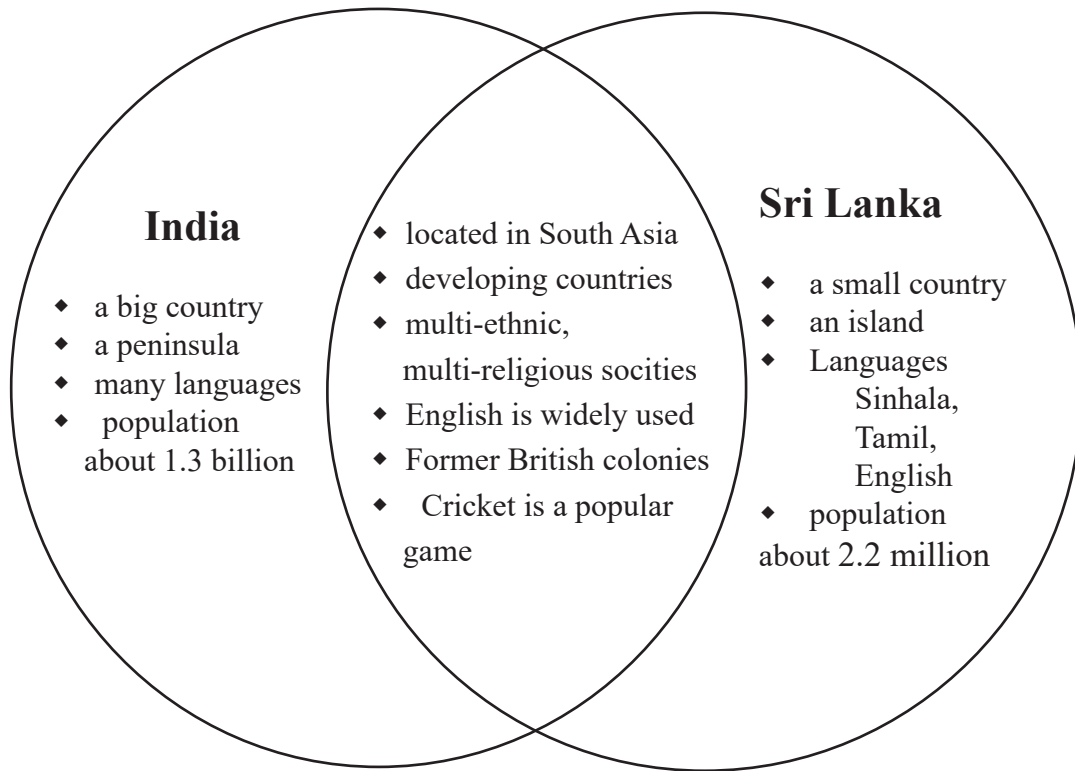 India
◆ a big country
◆ a peninsula
◆ many languages
◆ population
about 1.3 billion
◆ located in South Asia
◆ developing countries
◆ multi-ethnic,
multi-religious socities
◆ English is widely used
◆ Former British colonies
◆ Cricket is a popular
game
Sri Lanka
◆ a small country
◆ an island
◆ Languages
Sinhala,
Tamil,
English
◆ population
about 2.2 million